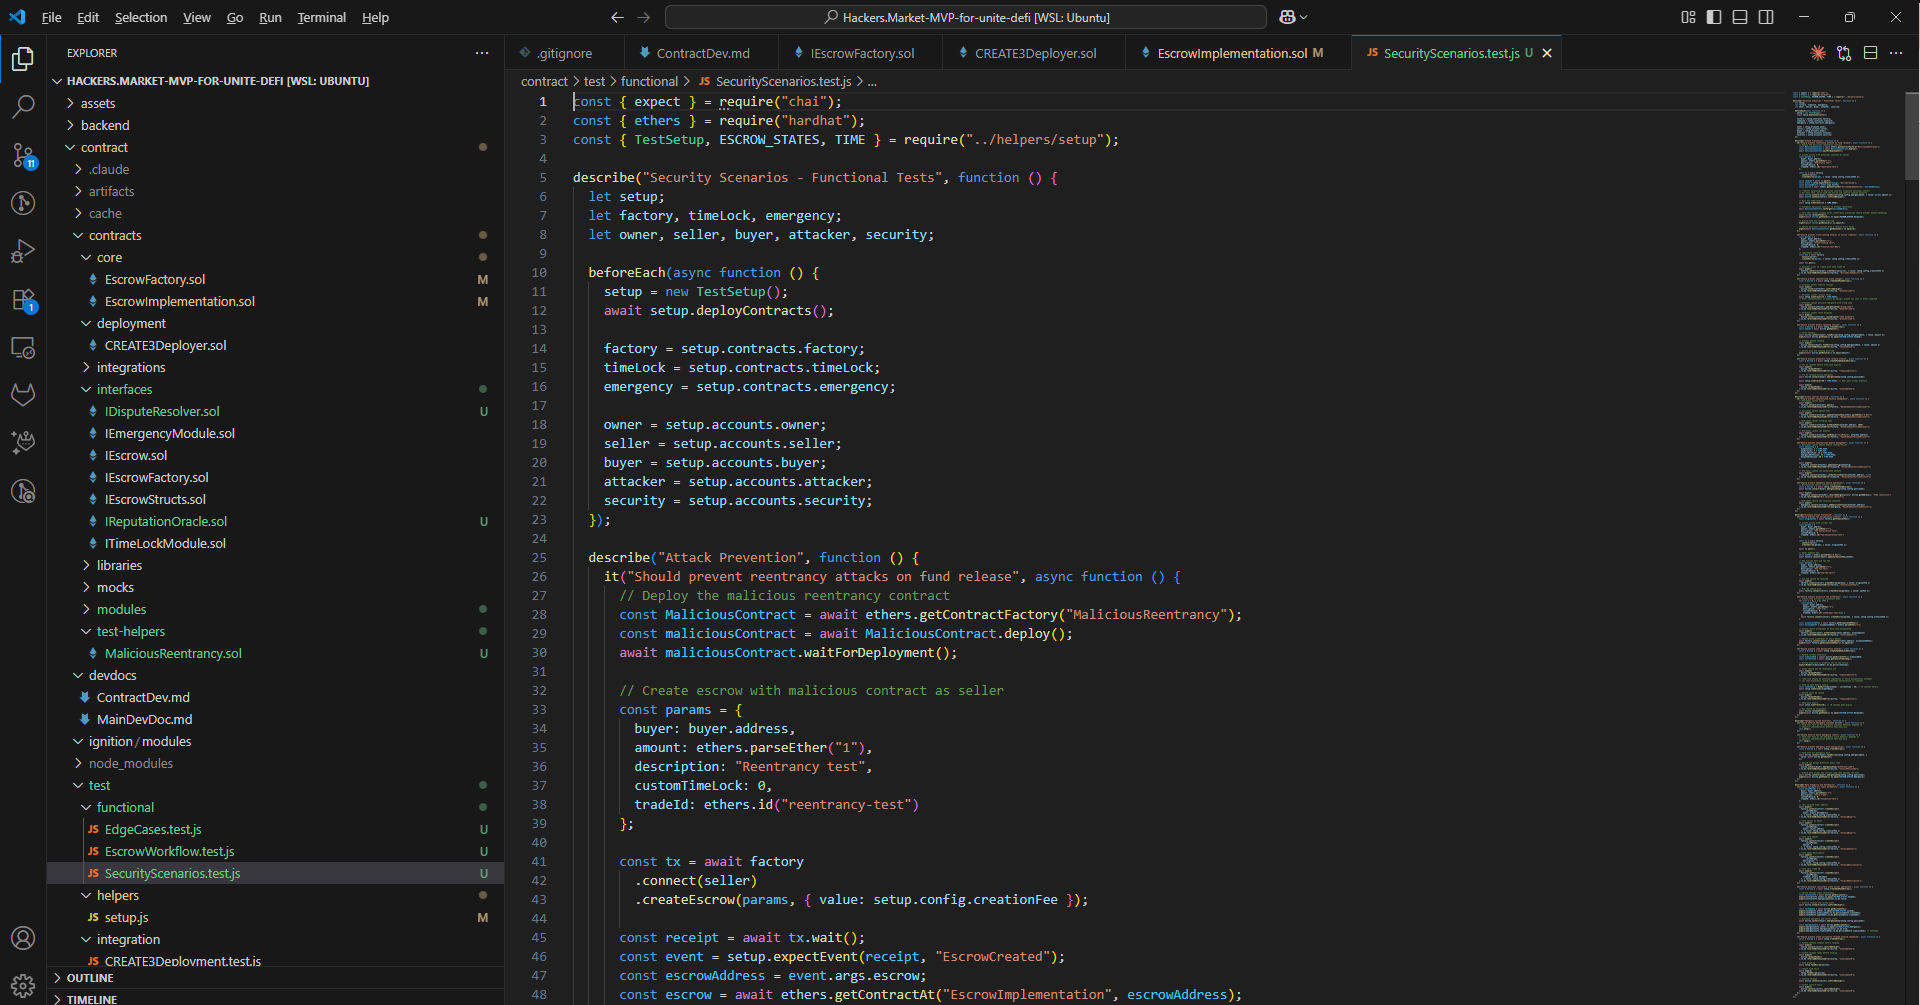 File Edit Selection View Go Run Terminal Help
Hackers.Market-MVP-for-unite-defi [WSL: Ubuntu]
EXPLORER
HACKERS.MARKET-MVP-FOR-UNITE-DEFI [WSL: UBUNTU]
assets
backend
contract
.claude
artifacts
cache
contracts
core
EscrowFactory.sol M
EscrowImplementation.sol M
deployment
CREATE3Deployer.sol
integrations
interfaces
IDisputeResolver.sol U
IEmergencyModule.sol
IEscrow.sol
IEscrowFactory.sol
IEscrowStructs.sol
IReputationOracle.sol U
ITimeLockModule.sol
libraries
mocks
modules
test-helpers
MaliciousReentrancy.sol U
devdocs
ContractDev.md
MainDevDoc.md
ignition/modules
node_modules
test
functional
JS EdgeCases.test.js U
JS EscrowWorkflow.test.js U
JS SecurityScenarios.test.js U
helpers
JS setup.js M
integration
JS CREATE3Deployment.test.js
OUTLINE
TIMELINE
11
1
.gitignore ContractDev.md IEscrowFactory.sol CREATE3Deployer.sol EscrowImplementation.sol M JS SecurityScenarios.test.js U
contract > test > functional > JS SecurityScenarios.test.js > ...
1 const { expect } = require("chai");
2 const { ethers } = require("hardhat");
3 const { TestSetup, ESCROW_STATES, TIME } = require("../helpers/setup");
4
5 describe("Security Scenarios - Functional Tests", function () {
6 let setup;
7 let factory, timeLock, emergency;
8 let owner, seller, buyer, attacker, security;
9
10 beforeEach(async function () {
11 setup = new TestSetup();
12 await setup.deployContracts();
13
14 factory = setup.contracts.factory;
15 timeLock = setup.contracts.timeLock;
16 emergency = setup.contracts.emergency;
17
18 owner = setup.accounts.owner;
19 seller = setup.accounts.seller;
20 buyer = setup.accounts.buyer;
21 attacker = setup.accounts.attacker;
22 security = setup.accounts.security;
23 });
24
25 describe("Attack Prevention", function () {
26 it("Should prevent reentrancy attacks on fund release", async function () {
27 // Deploy the malicious reentrancy contract
28 const MaliciousContract = await ethers.getContractFactory("MaliciousReentrancy");
29 const maliciousContract = await MaliciousContract.deploy();
30 await maliciousContract.waitForDeployment();
31
32 // Create escrow with malicious contract as seller
33 const params = {
34 buyer: buyer.address,
35 amount: ethers.parseEther("1"),
36 description: "Reentrancy test",
37 customTimeLock: 0,
38 tradeId: ethers.id("reentrancy-test")
39 };
40
41 const tx = await factory
42 .connect(seller)
43 .createEscrow(params, { value: setup.config.creationFee });
44
45 const receipt = await tx.wait();
46 const event = setup.expectEvent(receipt, "EscrowCreated");
47 const escrowAddress = event.args.escrow;
48 const escrow = await ethers.getContractAt("EscrowImplementation", escrowAddress);